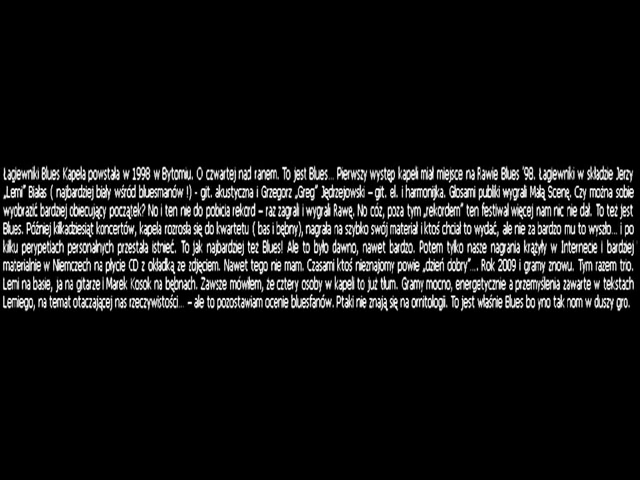 Łagiewniki Blues Kapela powstała w 1998 w Bytomiu. O czwartej nad ranem. To jest Blues... Pierwszy występ kapeli miał miejsce na Rawie Blues '98. Łagiewniki w składzie Jerzy
„Lemi” Białas ( najbardziej biały wśród bluesmanów !) - git. akustyczna i Grzegorz „Greg” Jędrzejowski – git. el. i harmonijka. Głosami publiki wygrali Małą Scenę. Czy można sobie
wyobrazić bardziej obiecujący początek? No i ten nie do pobicia rekord – raz zagrali i wygrali Rawę. No cóż, poza tym „rekordem” ten festiwal więcej nam nic nie dał. To też jest
Blues. Później kilkadziesiąt koncertów, kapela rozrosła się do kwartetu ( bas i bębny), nagrała na szybko swój materiał i ktoś chciał to wydać, ale nie za bardzo mu to wyszło... i po
kilku perypetiach personalnych przestała istnieć. To jak najbardziej też Blues! Ale to było dawno, nawet bardzo. Potem tylko nasze nagrania krążyły w Internecie I bardziej
materialnie w Niemczech na płycie CD z okładką ze zdjęciem. Nawet tego nie mam. Czasami ktoś nieznajomy powie „dzień dobry”.... Rok 2009 i gramy znowu. Tym razem trio.
Lemi na basie, ja na gitarze i Marek Kosok na bębnach. Zawsze mówiłem, że cztery osoby w kapeli to już tłum. Gramy mocno, energetycznie a przemyślenia zawarte w tekstach
Lemiego, na temat otaczającej nas rzeczywistości... – ale to pozostawiam ocenie bluesfanów. Ptaki nie znają się na ornitologii. To jest właśnie Blues bo yno tak nom w duszy gro.